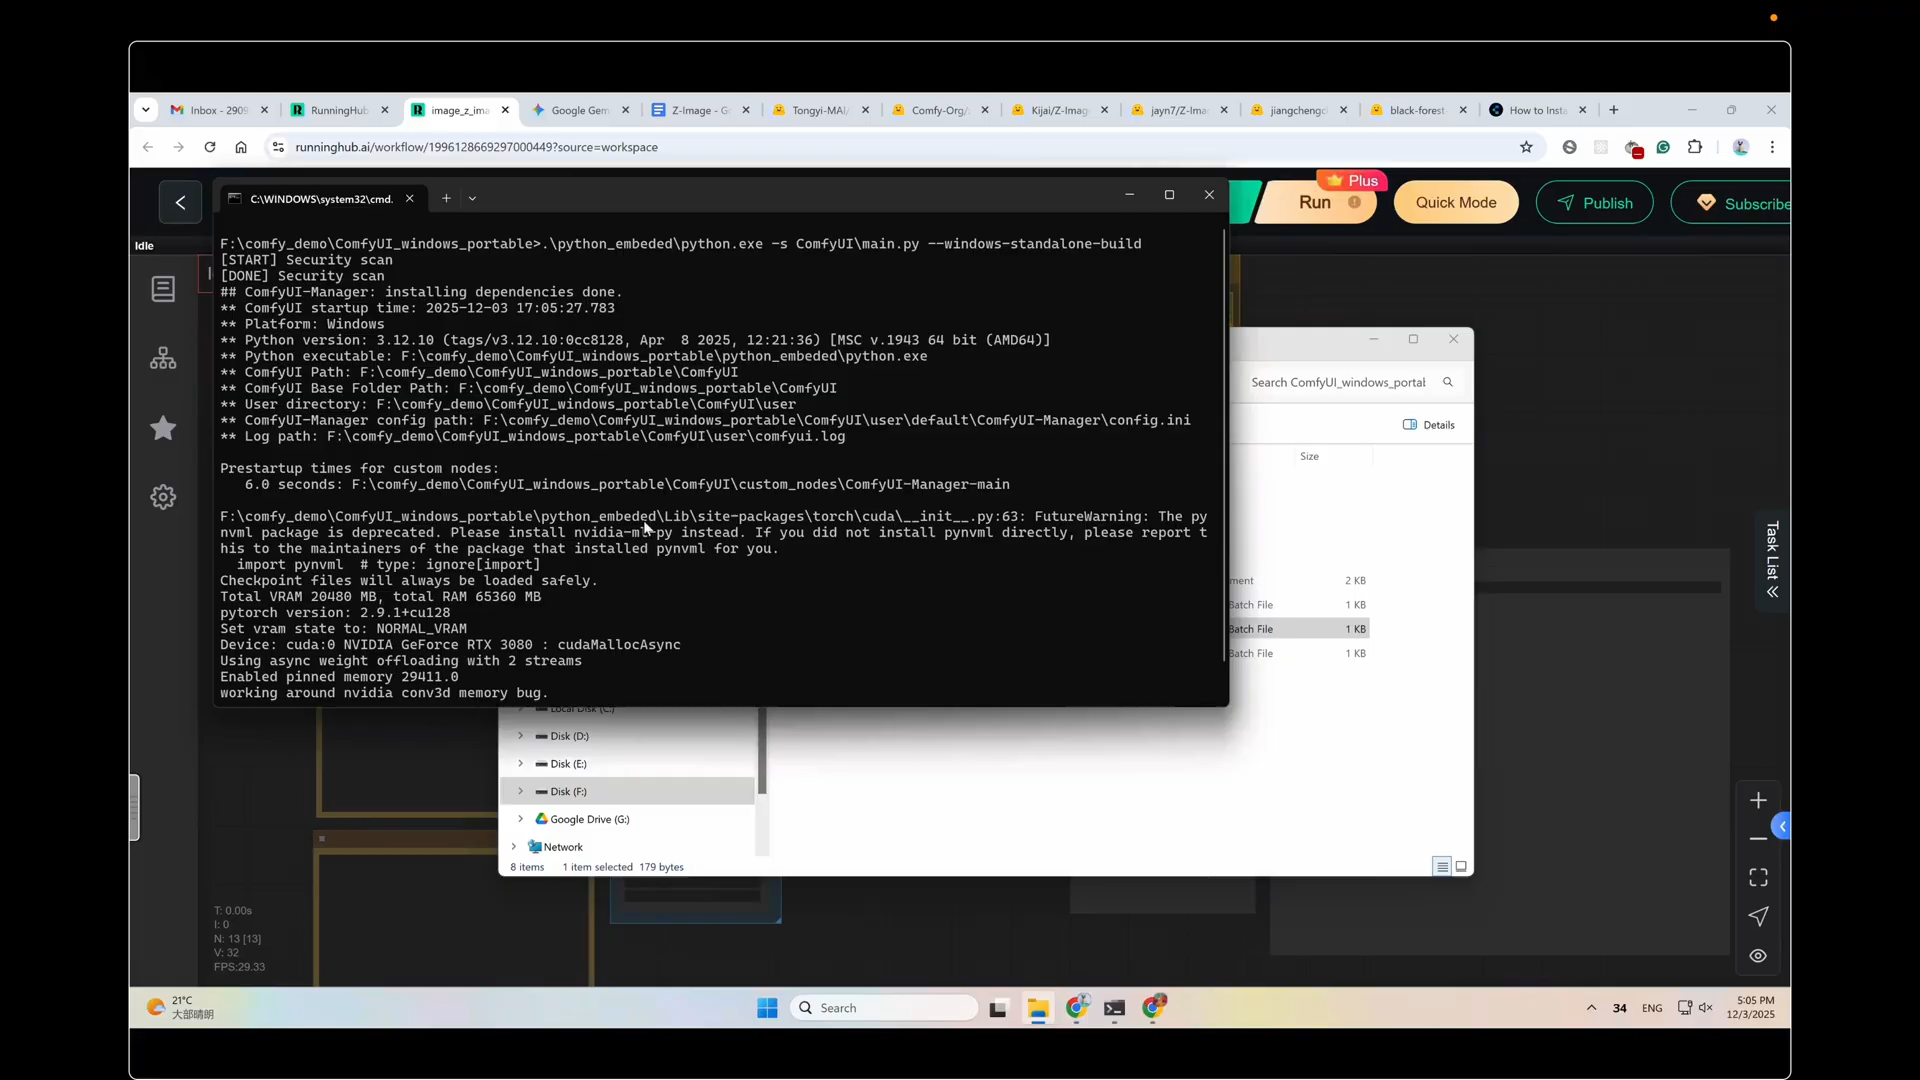 Inbox - 2909
RunningHub
image_z_ima
Google Gem
Z-Image - G
Tongyi-MAI/
Comfy-Org/
Kijai/Z-Imag
jayn7/Z-Ima
jiangchengc
black-forest-
How to Insta
runninghub.ai/workflow/1996128669297000449?source=workspace
C:\WINDOWS\system32\cmd.
Plus
Run
Quick Mode
Publish
Subscribe
Idle
F:\comfy_demo\ComfyUI_windows_portable>.\python_embeded\python.exe -s ComfyUI\main.py --windows-standalone-build
[START] Security scan
[DONE] Security scan
## ComfyUI-Manager: installing dependencies done.
** ComfyUI startup time: 2025-12-03 17:05:27.783
** Platform: Windows
** Python version: 3.12.10 (tags/v3.12.10:0cc8128, Apr  8 2025, 12:21:36) [MSC v.1943 64 bit (AMD64)]
** Python executable: F:\comfy_demo\ComfyUI_windows_portable\python_embeded\python.exe
** ComfyUI Path: F:\comfy_demo\ComfyUI_windows_portable\ComfyUI
** ComfyUI Base Folder Path: F:\comfy_demo\ComfyUI_windows_portable\ComfyUI
** User directory: F:\comfy_demo\ComfyUI_windows_portable\ComfyUI\user
** ComfyUI-Manager config path: F:\comfy_demo\ComfyUI_windows_portable\ComfyUI\user\default\ComfyUI-Manager\config.ini
** Log path: F:\comfy_demo\ComfyUI_windows_portable\ComfyUI\user\comfyui.log
Prestartup times for custom nodes:
6.0 seconds: F:\comfy_demo\ComfyUI_windows_portable\ComfyUI\custom_nodes\ComfyUI-Manager-main
F:\comfy_demo\ComfyUI_windows_portable\python_embeded\Lib\site-packages\torch\cuda\__init__.py:63: FutureWarning: The py
nvml package is deprecated. Please install nvidia-ml-py instead. If you did not install pynvml directly, please report t
his to the maintainers of the package that installed pynvml for you.
import pynvml  # type: ignore[import]
Checkpoint files will always be loaded safely.
Total VRAM 20480 MB, total RAM 65360 MB
pytorch version: 2.9.1+cu128
Set vram state to: NORMAL_VRAM
Device: cuda:0 NVIDIA GeForce RTX 3080 : cudaMallocAsync
Using async weight offloading with 2 streams
Enabled pinned memory 29411.0
working around nvidia conv3d memory bug.
Search ComfyUI_windows_portal
Details
Size
ment 2 KB
Batch File 1 KB
Batch File 1 KB
Batch File 1 KB
Task List
Local Disk (C:)
Disk (D:)
Disk (E:)
Disk (F:)
Google Drive (G:)
Network
8 items 1 item selected 179 bytes
T: 0.00s
I: 0
N: 13 [13]
V: 32
FPS:29.33
21°C
大部晴朗
Search
34
ENG
5:05 PM
12/3/2025